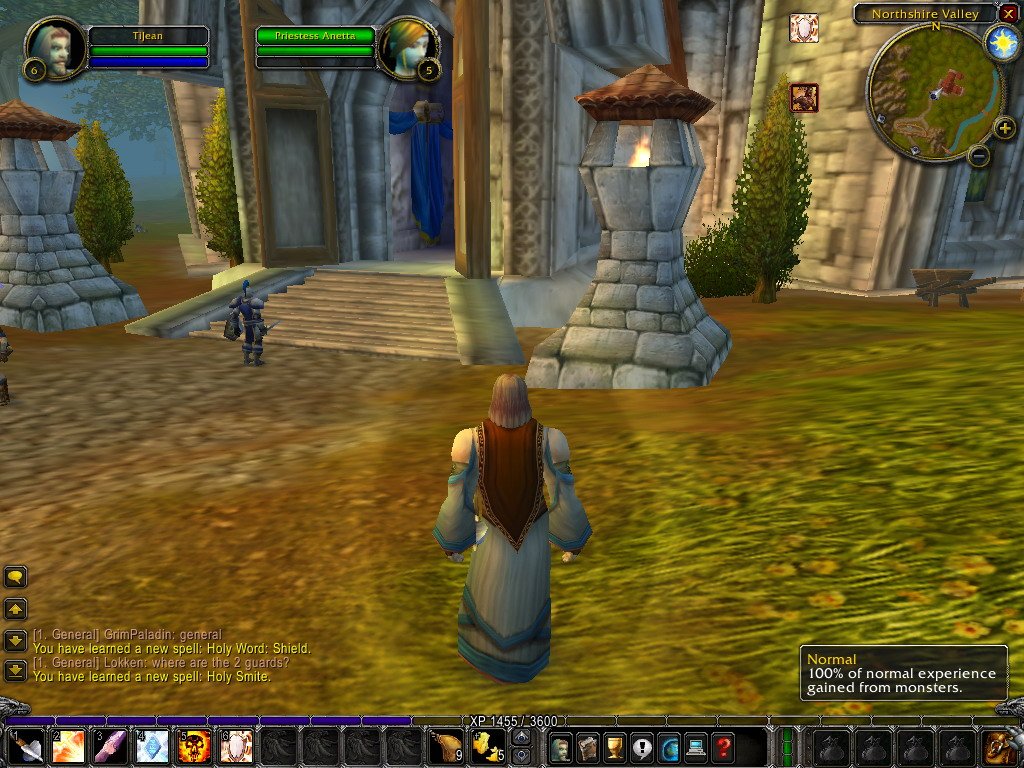 TiJean
6
Priestess Anetta
5
Northshire Valley
N
[1. General] GrimPaladin: general
You have learned a new spell: Holy Word: Shield.
[1. General] Lokken: where are the 2 guards?
You have learned a new spell: Holy Smite.
Normal
100% of normal experience
gained from monsters.
XP 1455 / 3600
1 2 3 4 5 6 9 5